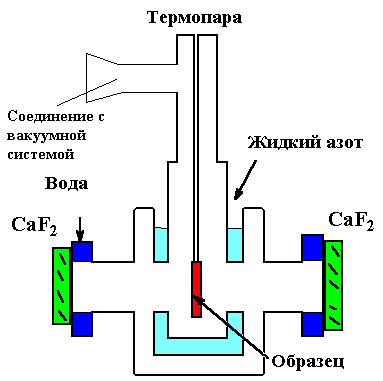 Термопара
Соединение с
вакуумной
системой
Жидкий азот
Вода
CaF2
CaF2
Образец